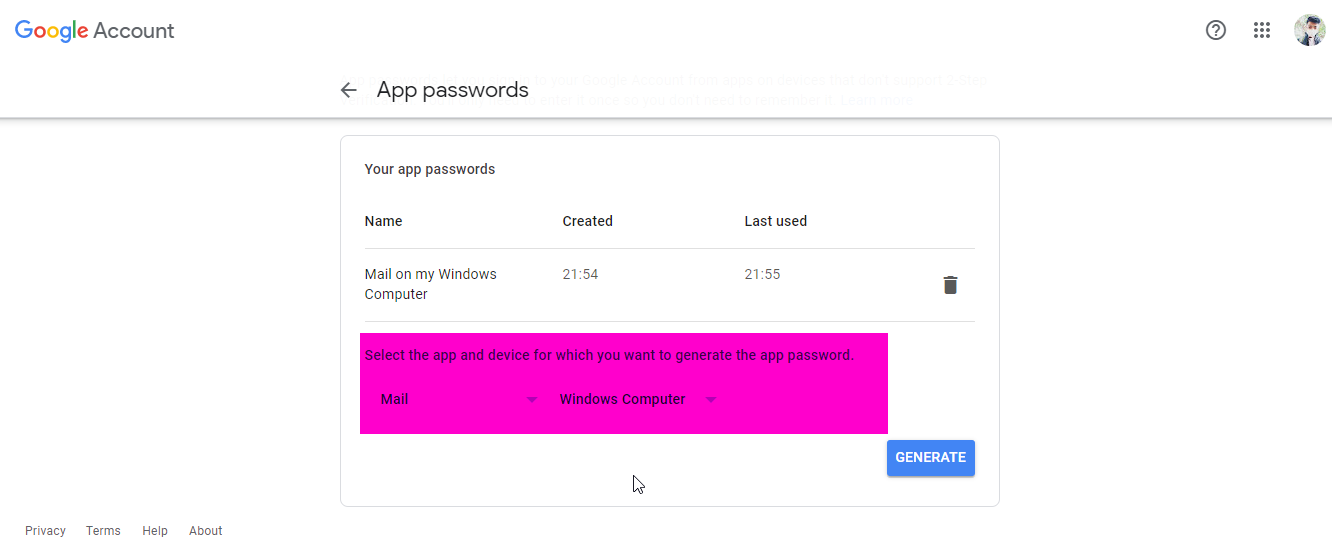 Google Account
App passwords
Your app passwords
Name Created Last used
Mail on my Windows 21:54 21:55
Computer
Select the app and device for which you want to generate the app password.
Mail Windows Computer
GENERATE
Privacy Terms Help About